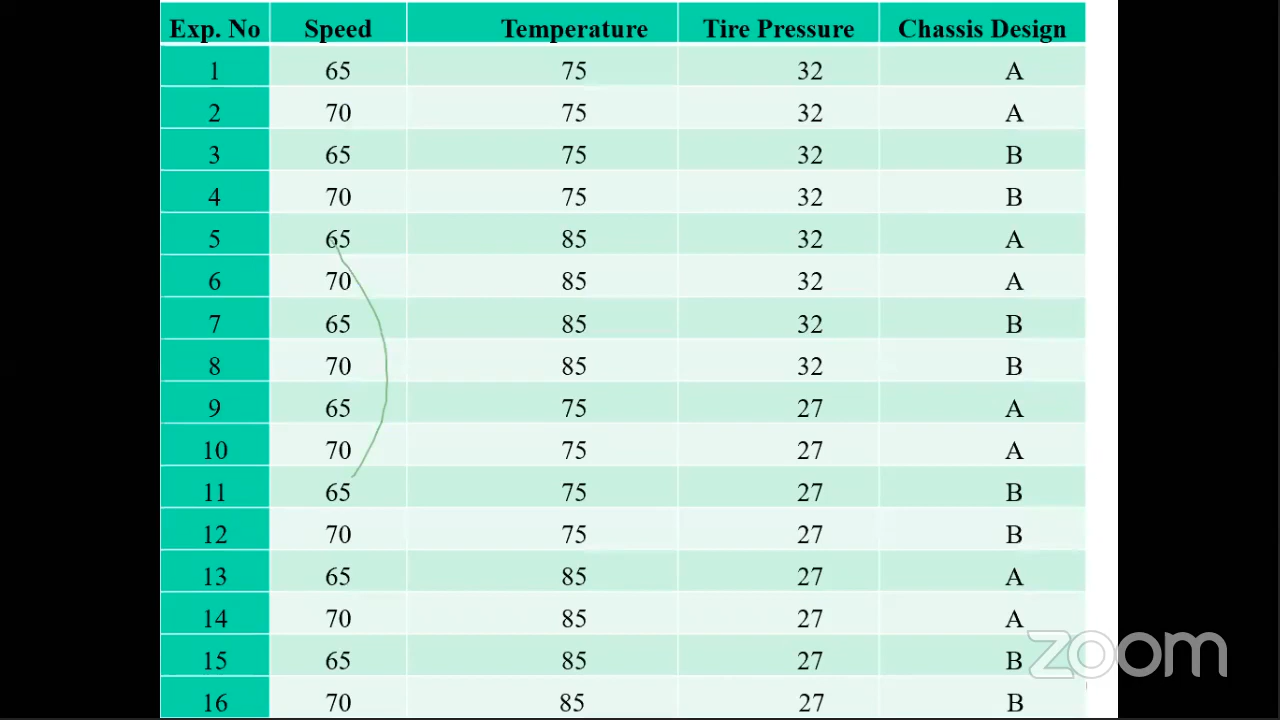 Exp. No Speed Temperature Tire Pressure Chassis Design
1 65 75 32 A
2 70 75 32 A
3 65 75 32 B
4 70 75 32 B
5 65 85 32 A
6 70 85 32 A
7 65 85 32 B
8 70 85 32 B
9 65 75 27 A
10 70 75 27 A
11 65 75 27 B
12 70 75 27 B
13 65 85 27 A
14 70 85 27 A
15 65 85 27 B
16 70 85 27 B
zoom